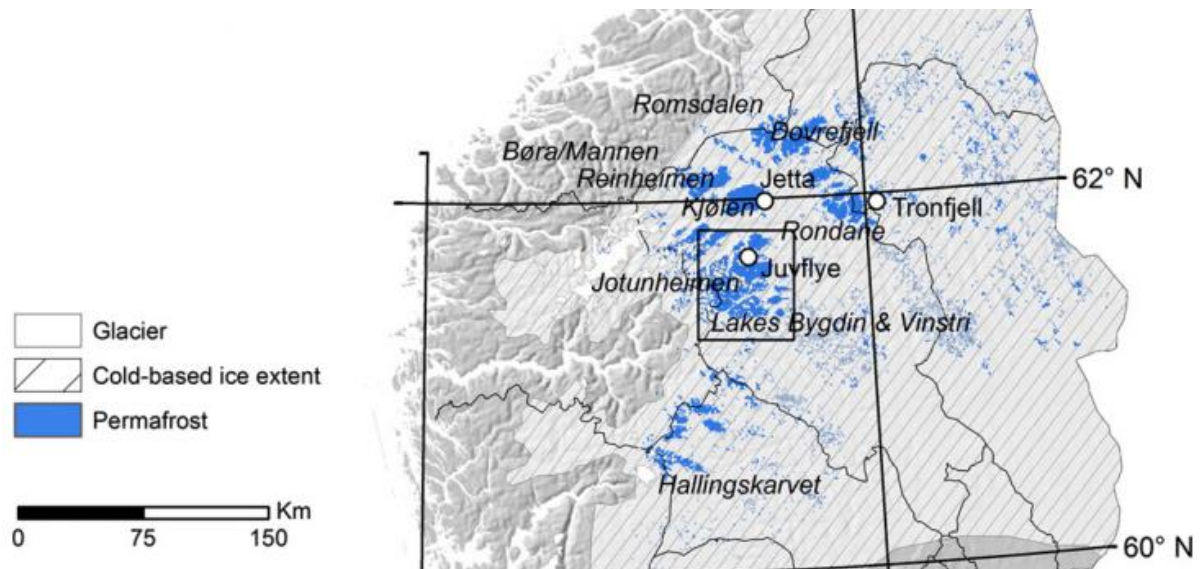 Romsdalen
Dovrefjell
Børa/Mannen
Reinheimen
Jetta
62° N
Kjølen
Tronfjell
Rondane
Juvflye
Jotunheimen
Lakes Bygdin & Vinstri
Glacier
Cold-based ice extent
Permafrost
Hallingskarvet
Km
0 75 150
60° N